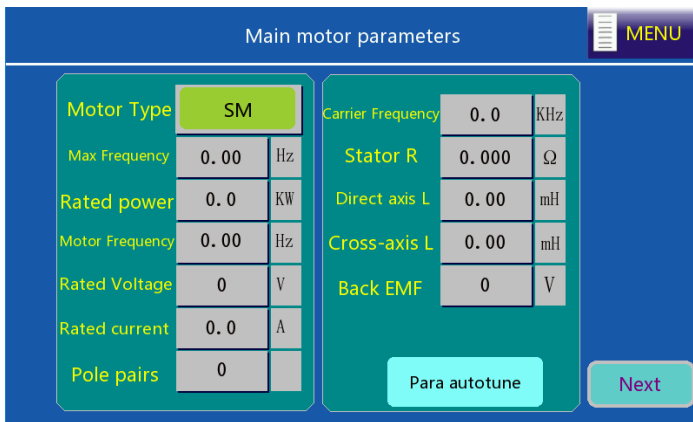 Main motor parameters
MENU
Motor Type SM
Max Frequency 0.00 Hz
Rated power 0.0 KW
Motor Frequency 0.00 Hz
Rated Voltage 0 V
Rated current 0.0 A
Pole pairs 0
Carrier Frequency 0.0 KHz
Stator R 0.000 Ω
Direct axis L 0.00 mH
Cross-axis L 0.00 mH
Back EMF 0 V
Para autotune
Next